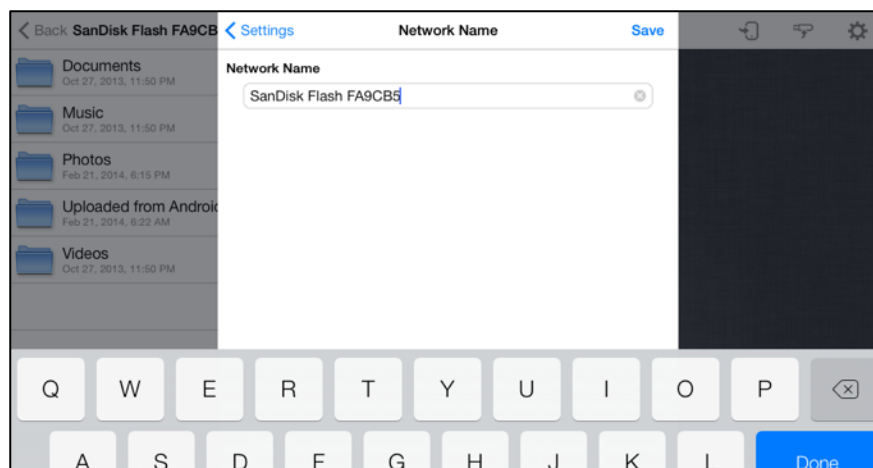 Back SanDisk Flash FA9CB
Settings
Network Name
Save
Documents
Oct 27, 2013, 11:50 PM
Music
Oct 27, 2013, 11:50 PM
Photos
Feb 21, 2014, 6:15 PM
Uploaded from Android
Feb 21, 2014, 6:22 AM
Videos
Oct 27, 2013, 11:50 PM
Network Name
SanDisk Flash FA9CB5
Q W E R T Y U I O P
A S D F G H J K L
Done